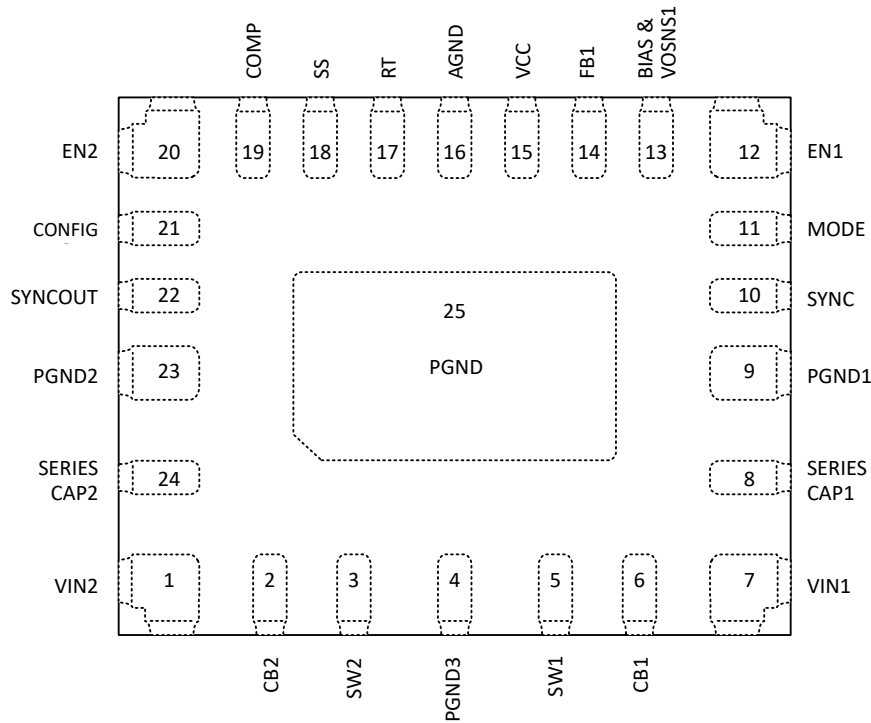 COMP
SS
RT
AGND
VCC
FB1
BIAS &
VOSNS1
EN2
20
19
18
17
16
15
14
13
12
EN1
CONFIG
21
11
MODE
SYNCOUT
22
10
SYNC
25
PGND
PGND2
23
9
PGND1
SERIES
CAP2
24
8
SERIES
CAP1
VIN2
1
2
3
4
5
6
7
VIN1
CB2
SW2
PGND3
SW1
CB1